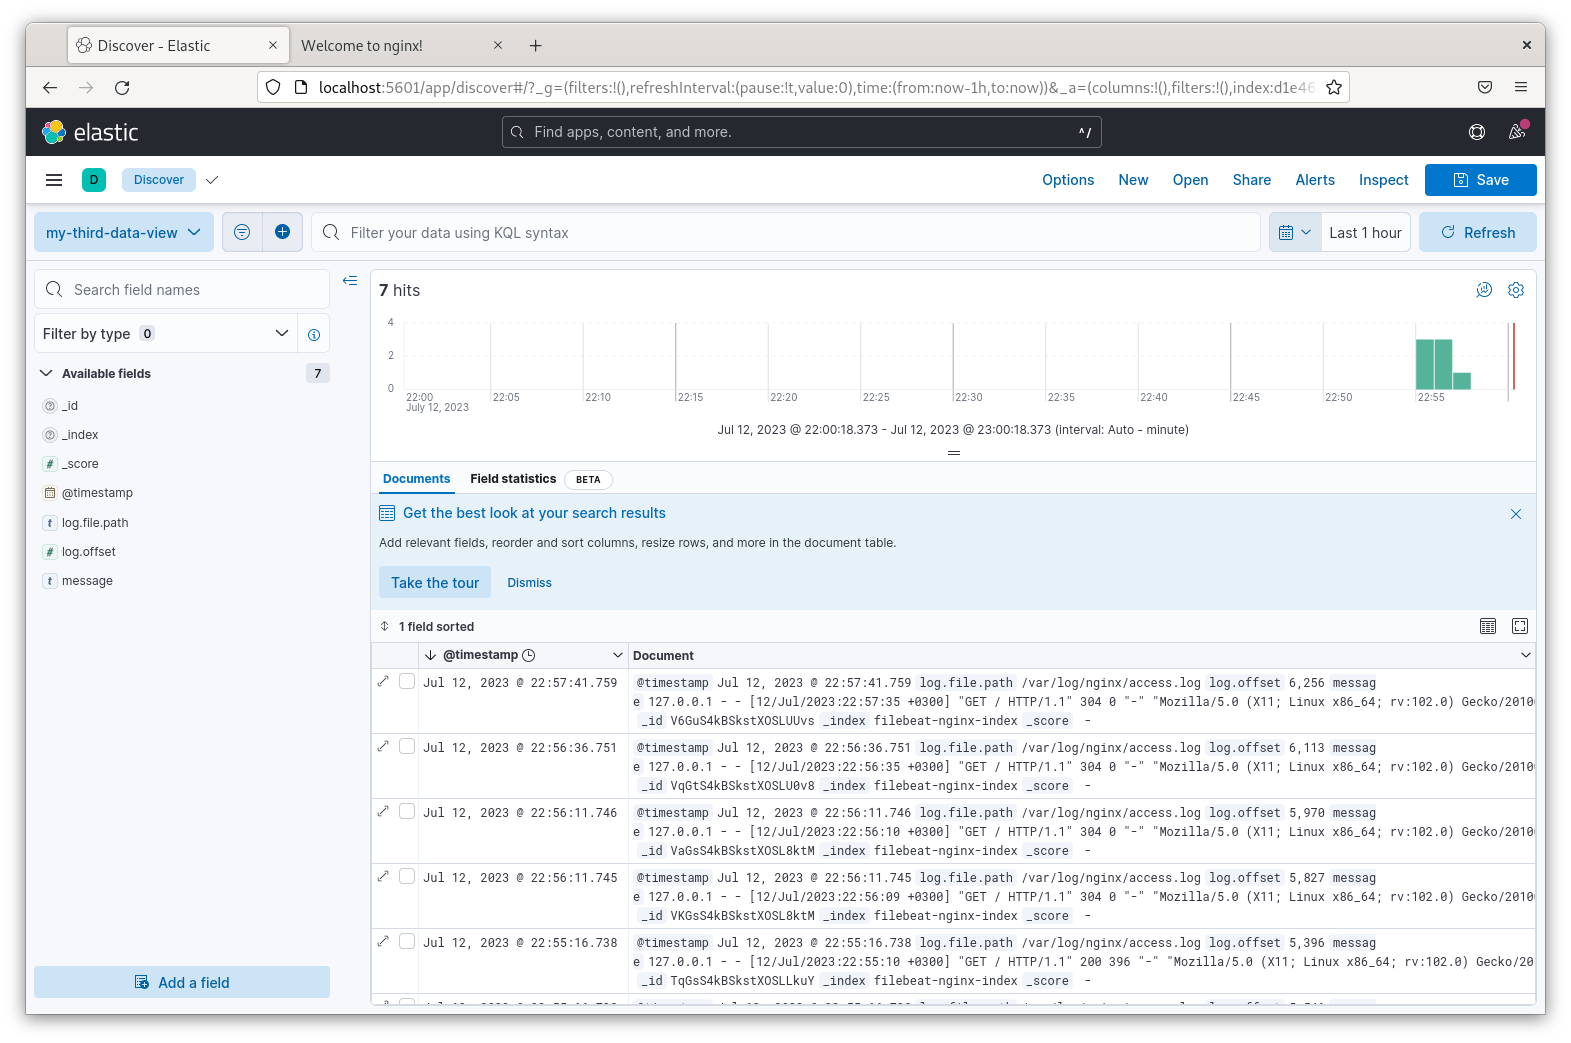 Discover - Elastic
Welcome to nginx!
localhost:5601/app/discover#/?_g=(filters:!(),refreshInterval:(pause:!t,value:0),time:(from:now-1h,to:now))&_a=(columns:!(),filters:!(),index:d1e46
elastic
Find apps, content, and more.
^/
D
Discover
Options
New
Open
Share
Alerts
Inspect
Save
my-third-data-view
Filter your data using KQL syntax
Last 1 hour
Refresh
Search field names
Filter by type 0
Available fields 7
_id
_index
_score
@timestamp
log.file.path
log.offset
message
Add a field
7 hits
4
2
0
22:00 22:05 22:10 22:15 22:20 22:25 22:30 22:35 22:40 22:45 22:50 22:55
July 12, 2023
Jul 12, 2023 @ 22:00:18.373 - Jul 12, 2023 @ 23:00:18.373 (interval: Auto - minute)
Documents
Field statistics BETA
Get the best look at your search results
Add relevant fields, reorder and sort columns, resize rows, and more in the document table.
Take the tour
Dismiss
1 field sorted
@timestamp
Document
Jul 12, 2023 @ 22:57:41.759
@timestamp Jul 12, 2023 @ 22:57:41.759 log.file.path /var/log/nginx/access.log log.offset 6,256 messag
e 127.0.0.1 - - [12/Jul/2023:22:57:35 +0300] "GET / HTTP/1.1" 304 0 "-" "Mozilla/5.0 (X11; Linux x86_64; rv:102.0) Gecko/2010
_id V6GuS4kBSkstXOSLUUvs _index filebeat-nginx-index _score -
Jul 12, 2023 @ 22:56:36.751
@timestamp Jul 12, 2023 @ 22:56:36.751 log.file.path /var/log/nginx/access.log log.offset 6,113 messag
e 127.0.0.1 - - [12/Jul/2023:22:56:35 +0300] "GET / HTTP/1.1" 304 0 "-" "Mozilla/5.0 (X11; Linux x86_64; rv:102.0) Gecko/2010
_id VqGtS4kBSkstXOSLU0v8 _index filebeat-nginx-index _score -
Jul 12, 2023 @ 22:56:11.746
@timestamp Jul 12, 2023 @ 22:56:11.746 log.file.path /var/log/nginx/access.log log.offset 5,970 messag
e 127.0.0.1 - - [12/Jul/2023:22:56:10 +0300] "GET / HTTP/1.1" 304 0 "-" "Mozilla/5.0 (X11; Linux x86_64; rv:102.0) Gecko/2010
_id VaGsS4kBSkstXOSL8ktM _index filebeat-nginx-index _score -
Jul 12, 2023 @ 22:56:11.745
@timestamp Jul 12, 2023 @ 22:56:11.745 log.file.path /var/log/nginx/access.log log.offset 5,827 messag
e 127.0.0.1 - - [12/Jul/2023:22:56:09 +0300] "GET / HTTP/1.1" 304 0 "-" "Mozilla/5.0 (X11; Linux x86_64; rv:102.0) Gecko/2010
_id VKGsS4kBSkstXOSL8ktM _index filebeat-nginx-index _score -
Jul 12, 2023 @ 22:55:16.738
@timestamp Jul 12, 2023 @ 22:55:16.738 log.file.path /var/log/nginx/access.log log.offset 5,396 messag
e 127.0.0.1 - - [12/Jul/2023:22:55:10 +0300] "GET / HTTP/1.1" 200 396 "-" "Mozilla/5.0 (X11; Linux x86_64; rv:102.0) Gecko/20
_id TqGsS4kBSkstXOSLLkuY _index filebeat-nginx-index _score -